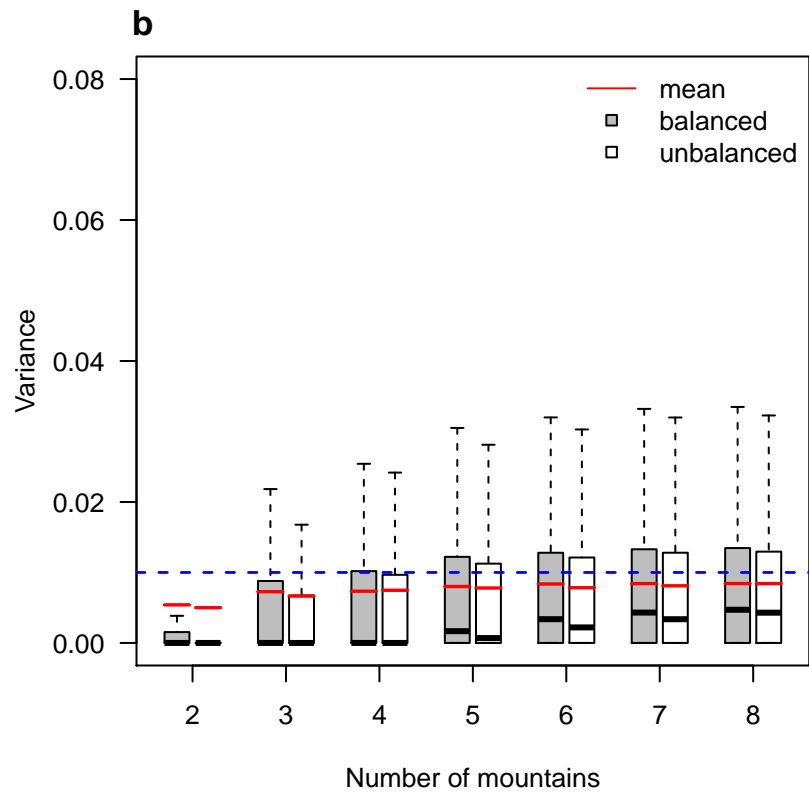 b
0.08
0.06
0.04
0.02
0.00
Variance
mean
balanced
unbalanced
2 3 4 5 6 7 8
Number of mountains